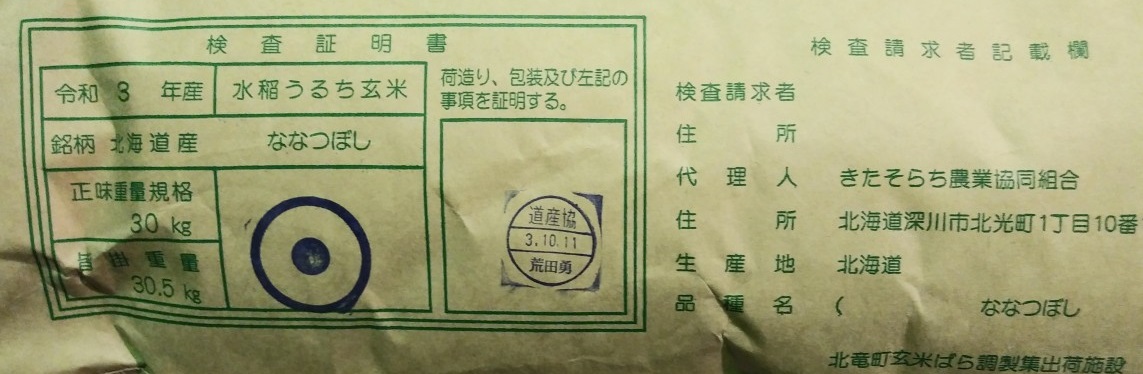 検査証明書
令和 3 年産
水稲うるち玄米
銘柄 北海道産 ななつぼし
正味重量規格
30 kg
皆掛重量
30.5 kg
荷造り、包装及び左記の
事項を証明する。
道産協
3.10.11
荒田勇
検査請求者記載欄
検査請求者
住所
代理人 きたそらち農業協同組合
住所 北海道深川市北光町1丁目10番
生産地 北海道
品種名 ( ななつぼし
北竜町玄米ばら調製集出荷施設